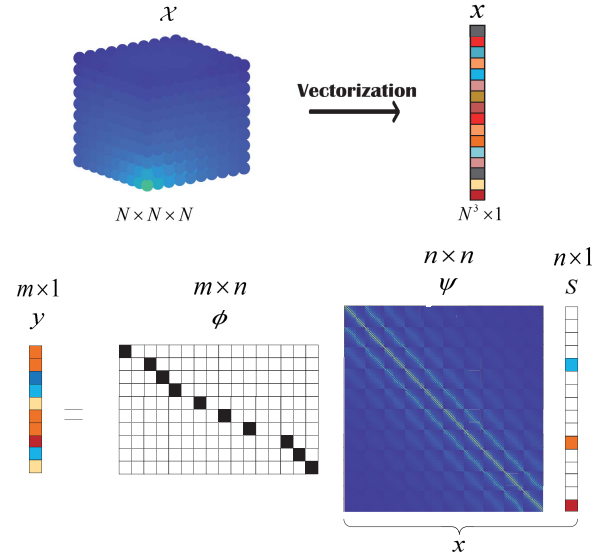 𝒳
x
Vectorization
N × N × N
N³ × 1
m × 1
m × n
n × n
n × 1
y
ϕ
ψ
S
=
x